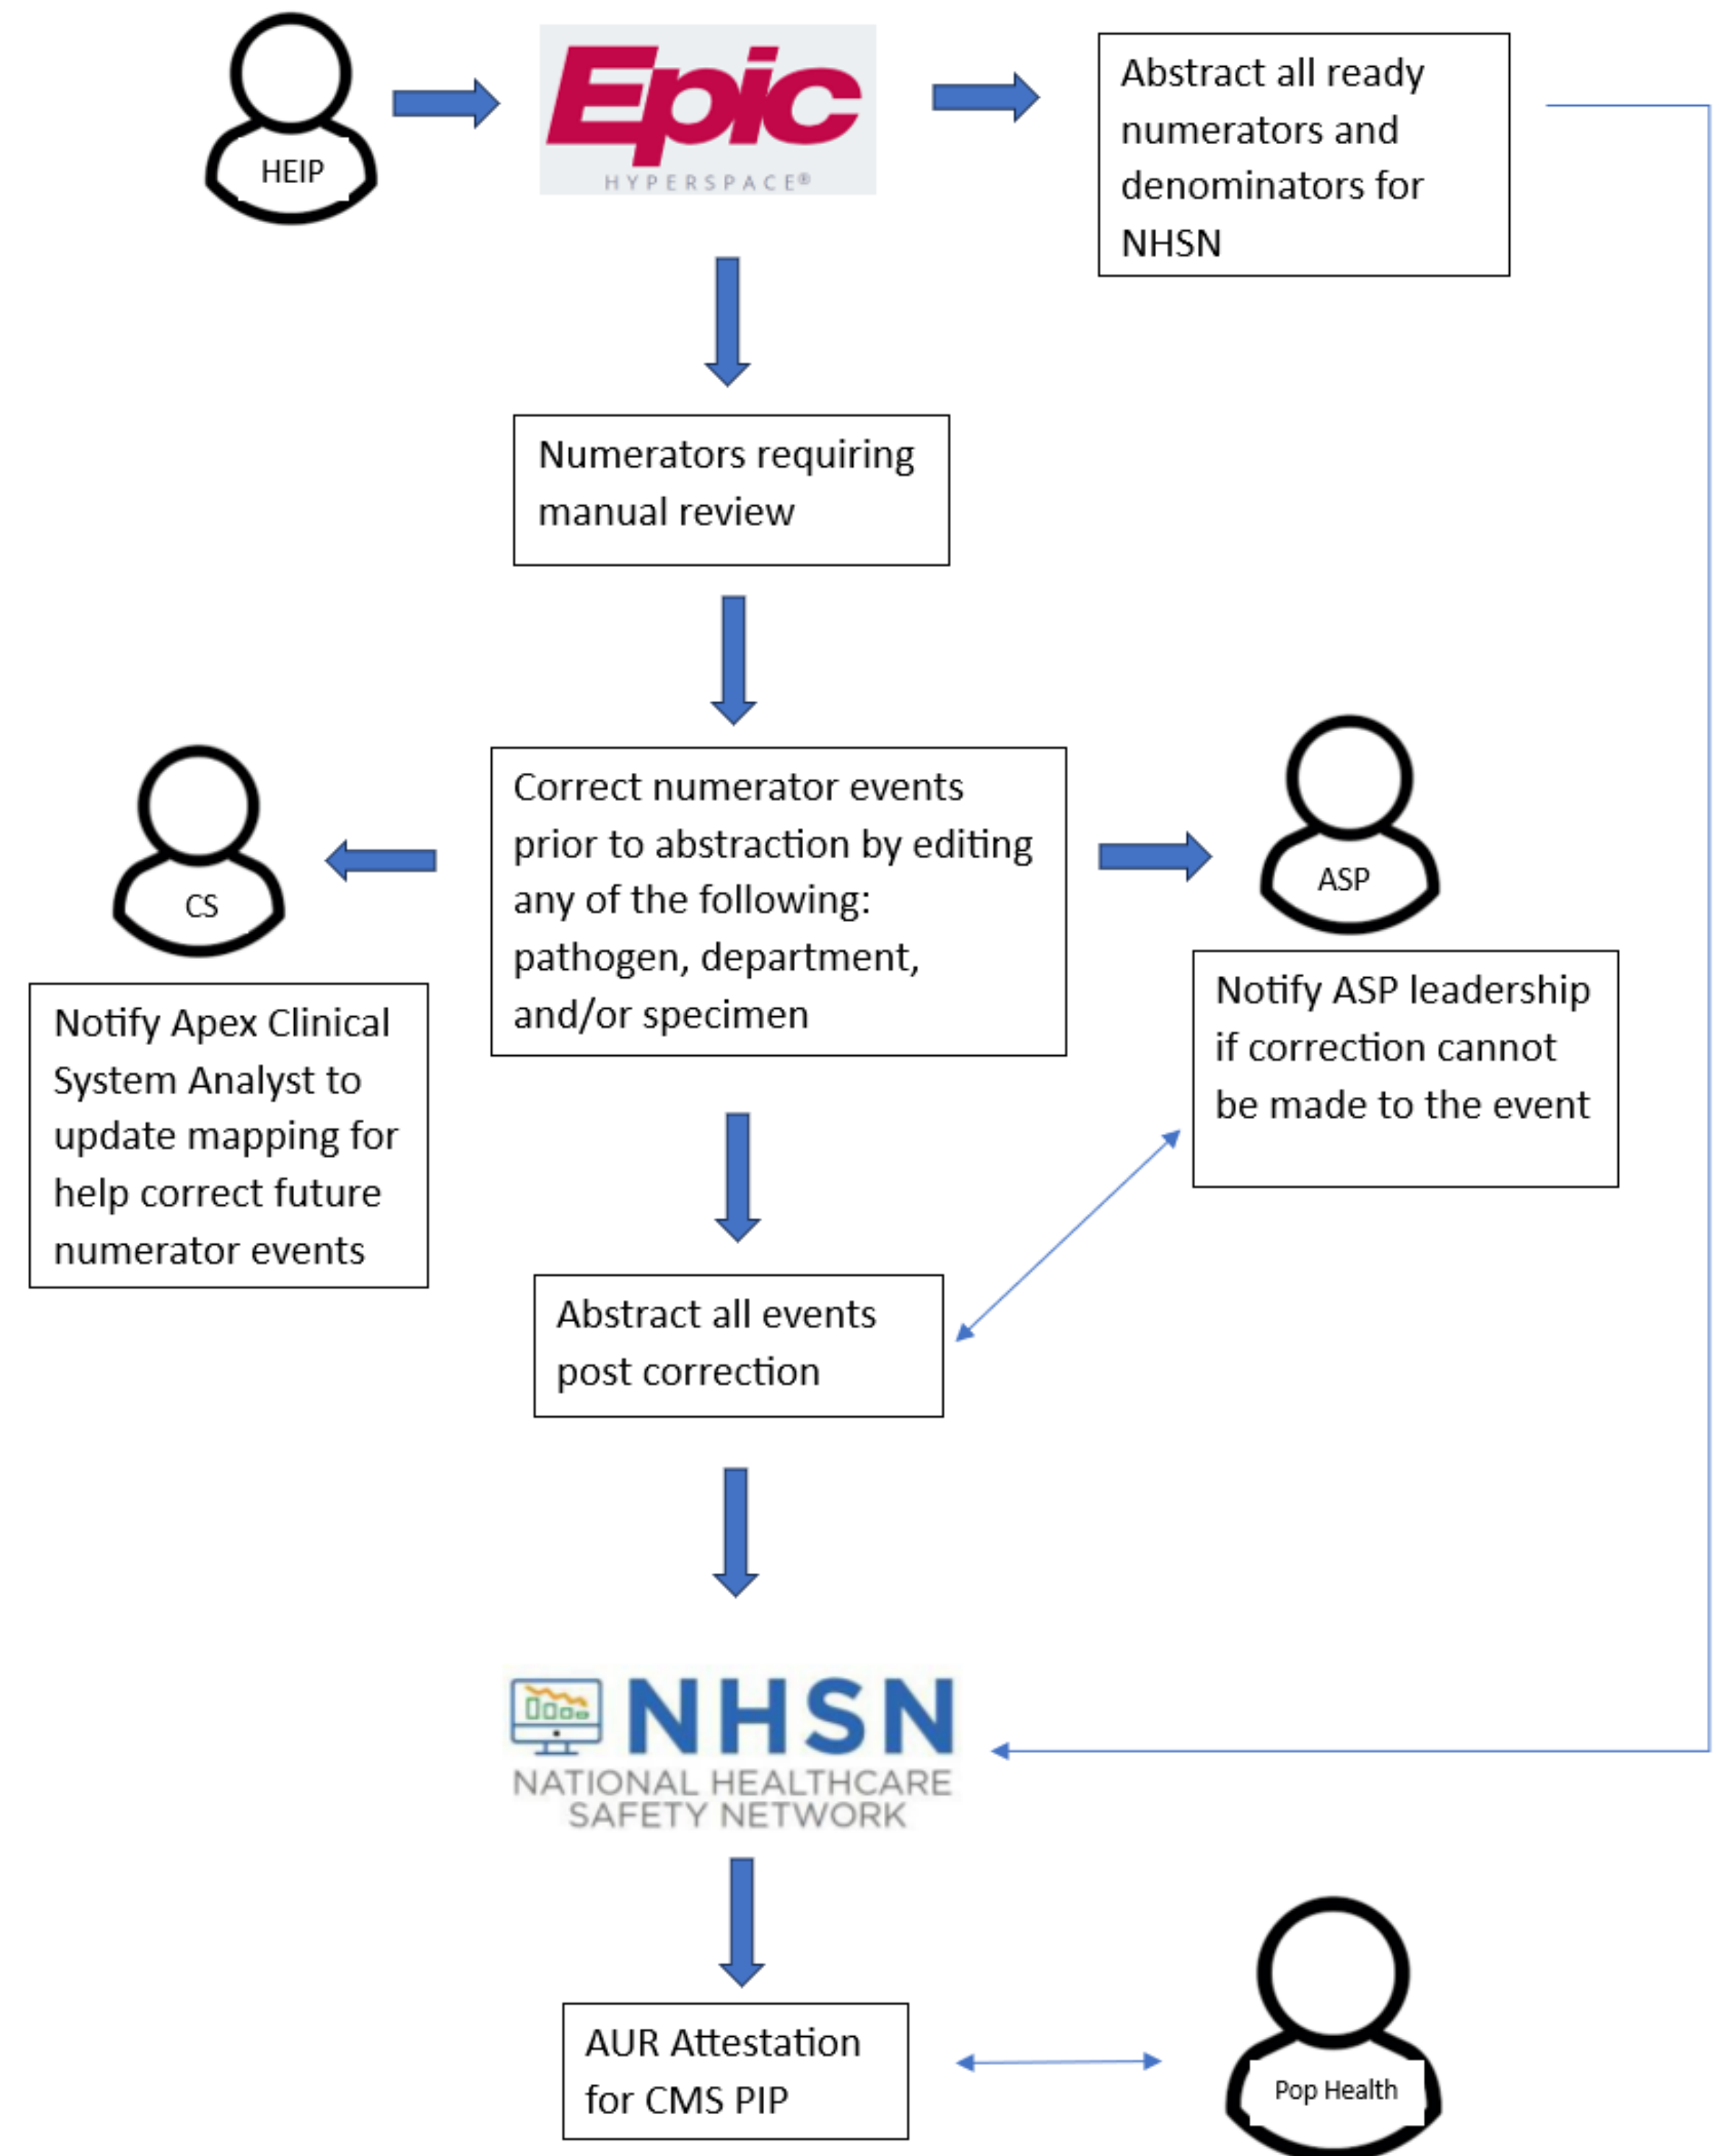 HEIP
Epic
HYPERSPACE®
Abstract all ready
numerators and
denominators for
NHSN
Numerators requiring
manual review
Correct numerator events
prior to abstraction by editing
any of the following:
pathogen, department,
and/or specimen
CS
Notify Apex Clinical
System Analyst to
update mapping for
help correct future
numerator events
ASP
Notify ASP leadership
if correction cannot
be made to the event
Abstract all events
post correction
NHSN
NATIONAL HEALTHCARE
SAFETY NETWORK
AUR Attestation
for CMS PIP
Pop Health